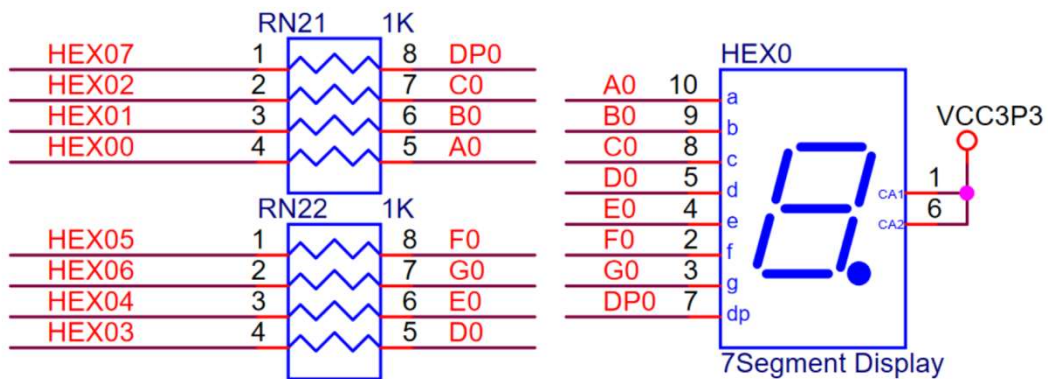 RN21 1K
HEX07 1 8 DP0
HEX02 2 7 C0
HEX01 3 6 B0
HEX00 4 5 A0
RN22 1K
HEX05 1 8 F0
HEX06 2 7 G0
HEX04 3 6 E0
HEX03 4 5 D0
HEX0
A0 10 a
B0 9 b
C0 8 c
D0 5 d
E0 4 e
F0 2 f
G0 3 g
DP0 7 dp
VCC3P3
CA1 1
CA2 6
7Segment Display